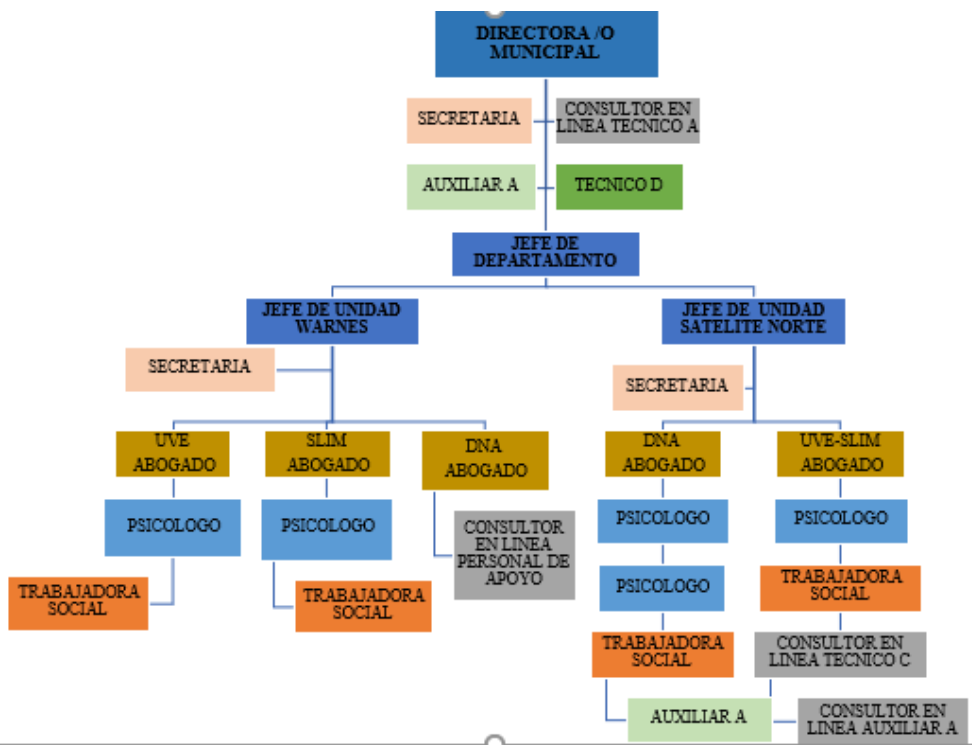 DIRECTORA /O
MUNICIPAL
SECRETARIA
CONSULTOR EN
LINEA TECNICO A
AUXILIAR A
TECNICO D
JEFE DE
DEPARTAMENTO
JEFE DE UNIDAD
WARNES
JEFE DE UNIDAD
SATELITE NORTE
SECRETARIA
SECRETARIA
UVE
ABOGADO
SLIM
ABOGADO
DNA
ABOGADO
DNA
ABOGADO
UVE-SLIM
ABOGADO
PSICOLOGO
PSICOLOGO
CONSULTOR
EN LINEA
PERSONAL DE
APOYO
PSICOLOGO
PSICOLOGO
TRABAJADORA
SOCIAL
TRABAJADORA
SOCIAL
PSICOLOGO
TRABAJADORA
SOCIAL
TRABAJADORA
SOCIAL
CONSULTOR EN
LINEA TECNICO C
AUXILIAR A
CONSULTOR EN
LINEA AUXILIAR A